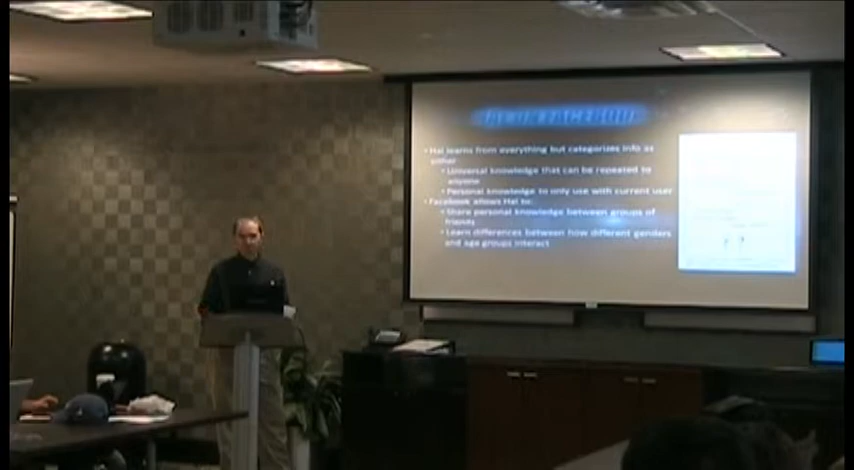 • Hal learns from everything but categorizes info as
either
• Universal knowledge that can be repeated to
anyone
• Personal knowledge to only use with current user
• Facebook allows Hal to:
• Share personal knowledge between groups of
friends
• Learn differences between how different genders
and age groups interact